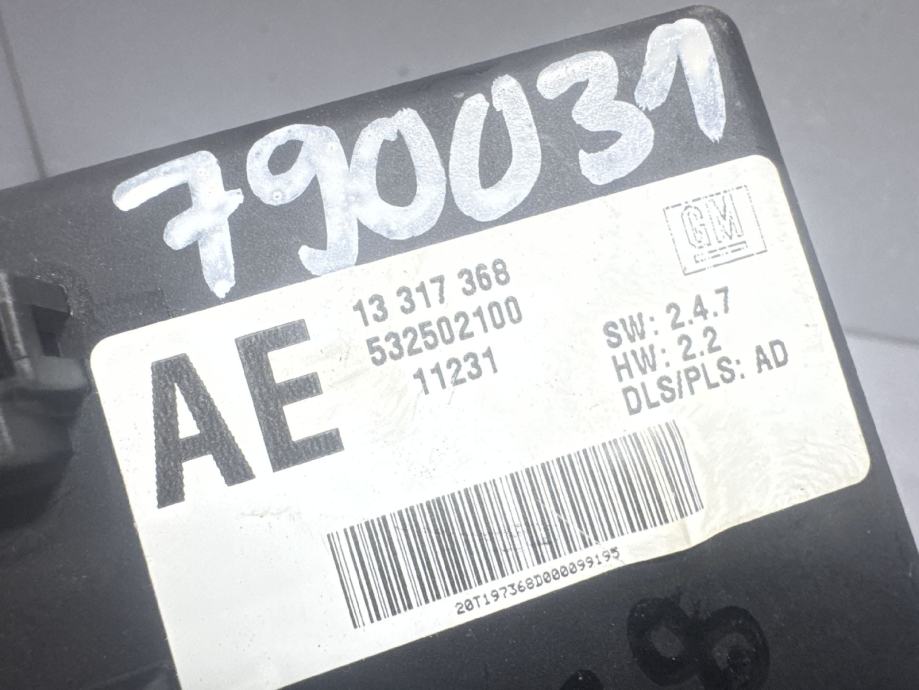 790031
GM
AE
13 317 368
532502100
11231
SW: 2.4.7
HW: 2.2
DLS/PLS: AD
20T197368D000099195
8